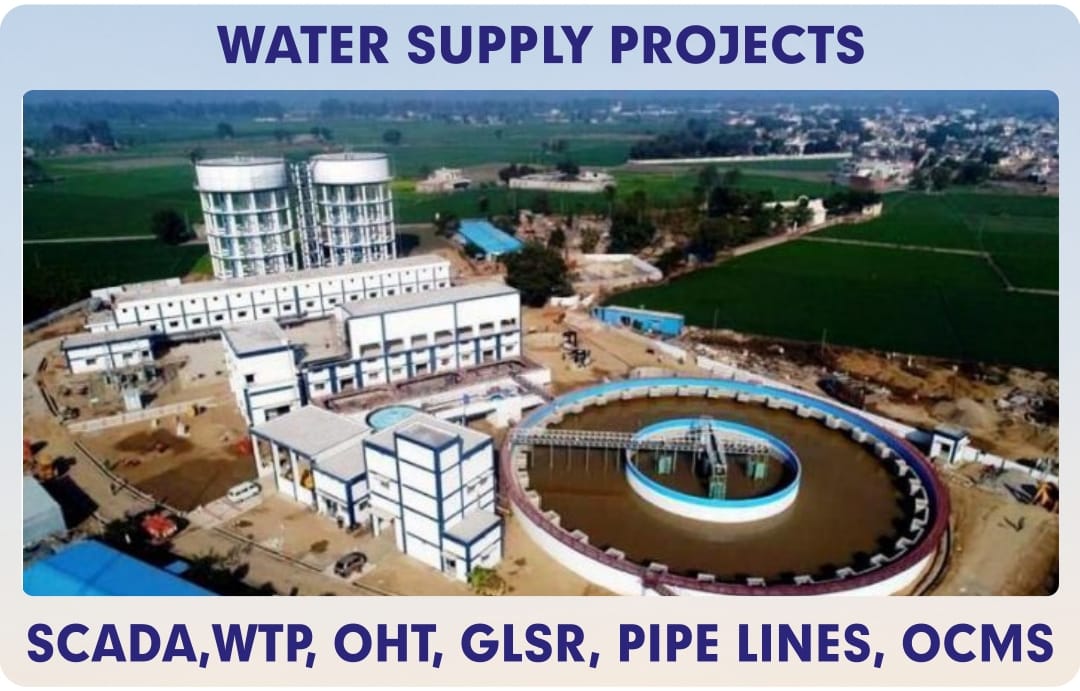 WATER SUPPLY PROJECTS
SCADA,WTP, OHT, GLSR, PIPE LINES, OCMS